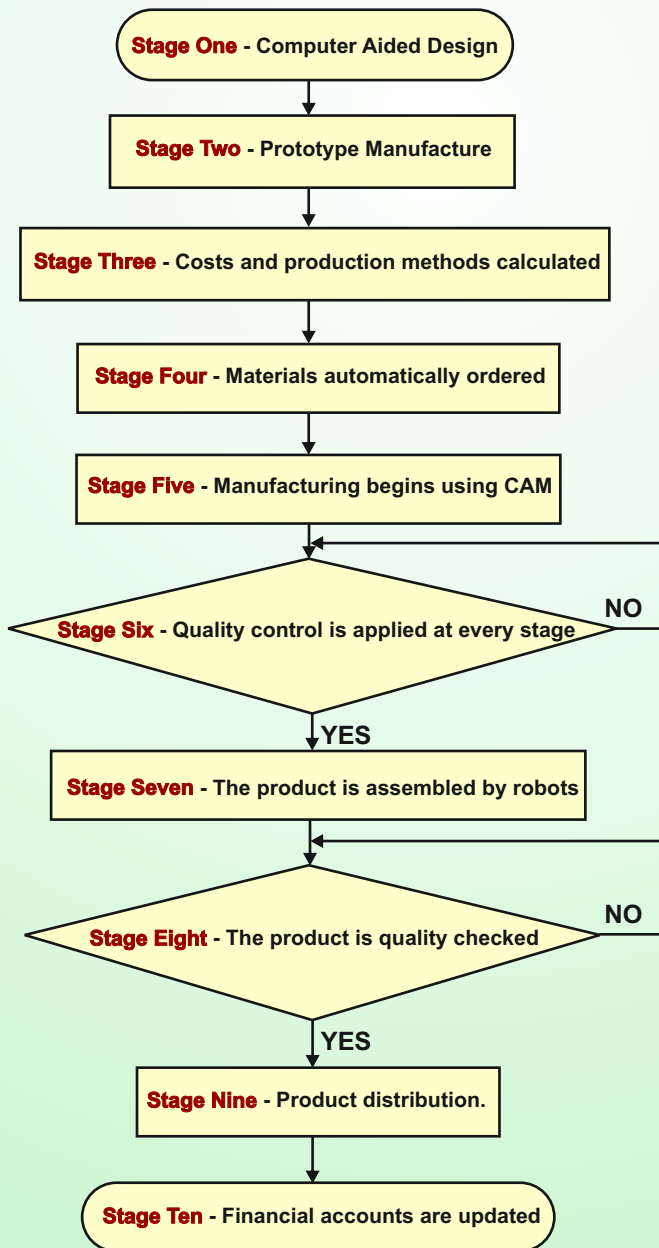 Stage One - Computer Aided Design
Stage Two - Prototype Manufacture
Stage Three - Costs and production methods calculated
Stage Four - Materials automatically ordered
Stage Five - Manufacturing begins using CAM
NO
Stage Six - Quality control is applied at every stage
YES
Stage Seven - The product is assembled by robots
NO
Stage Eight - The product is quality checked
YES
Stage Nine - Product distribution.
Stage Ten - Financial accounts are updated